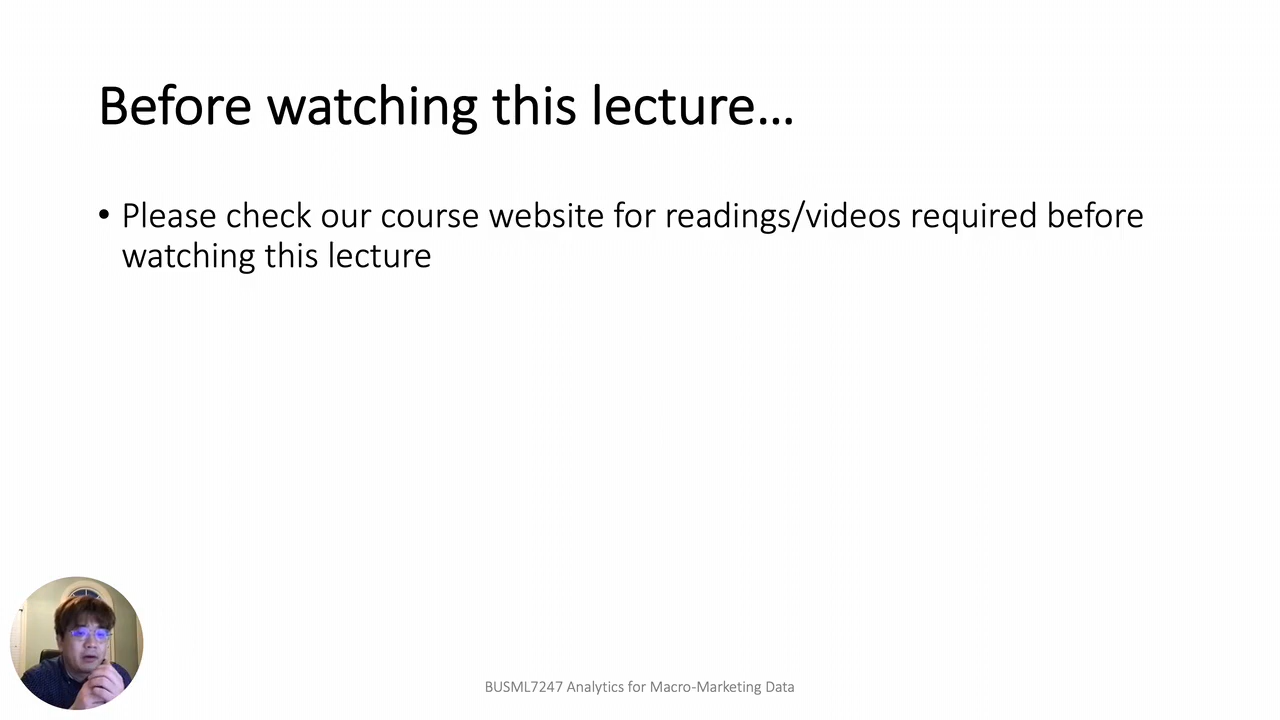 Before watching this lecture…
• Please check our course website for readings/videos required before
watching this lecture
BUSML7247 Analytics for Macro-Marketing Data